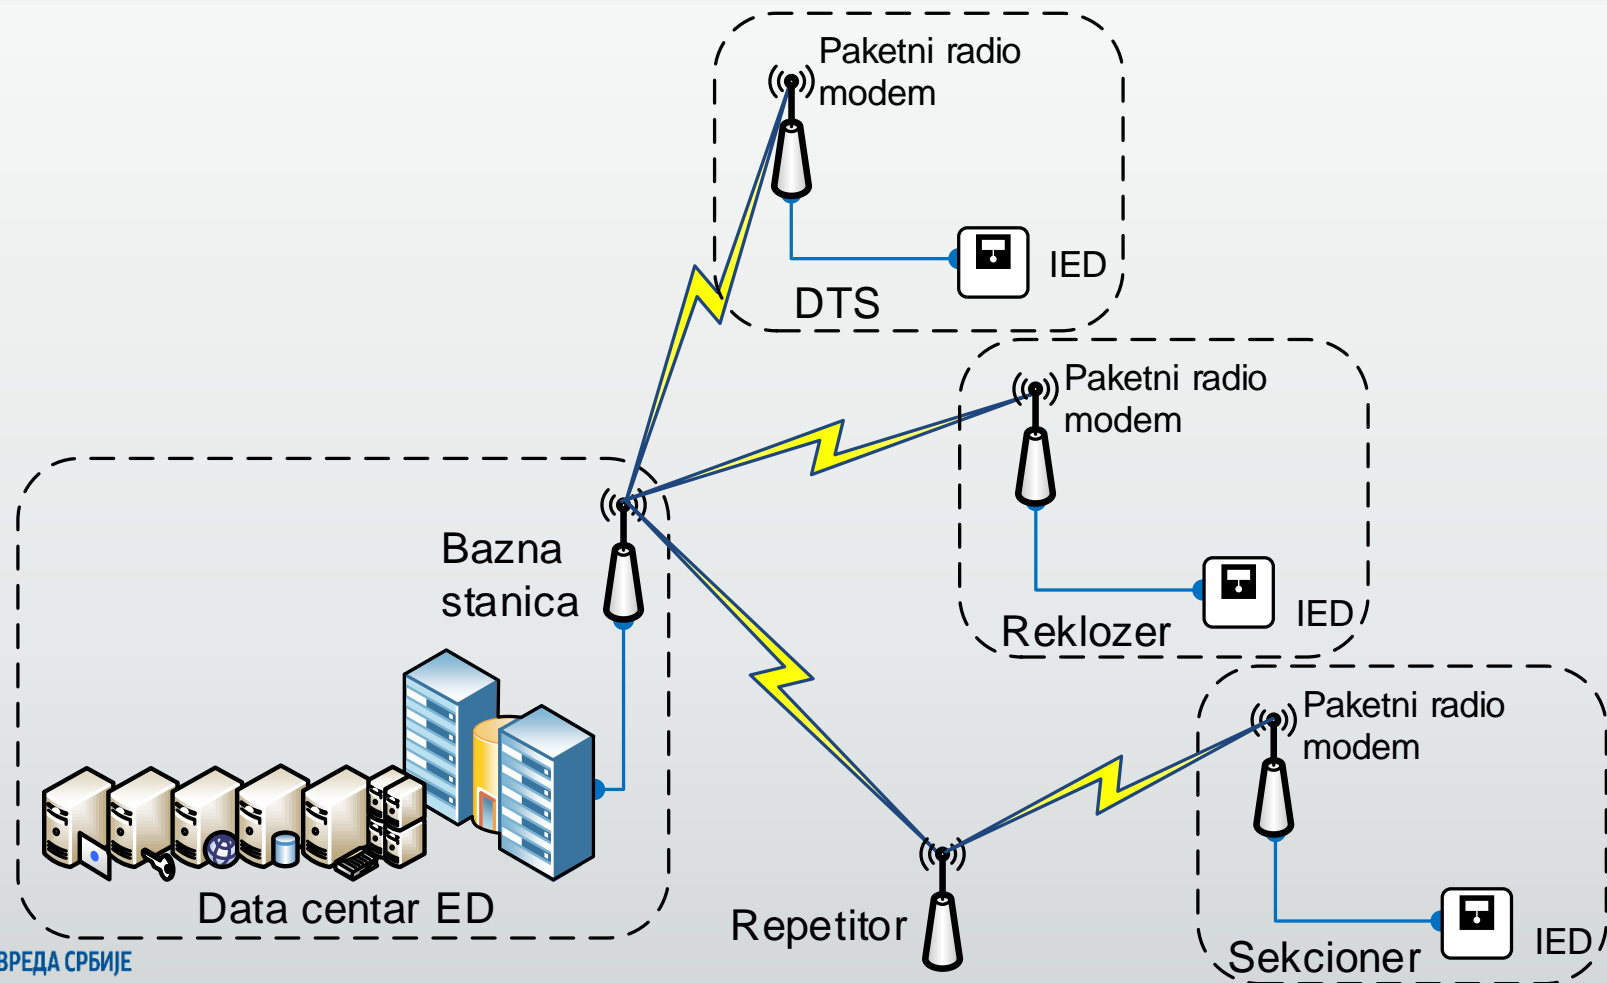 Paketni radio
modem
IED
DTS
Paketni radio
modem
IED
Reklozer
Bazna
stanica
Data centar ED
Paketni radio
modem
IED
Sekcioner
Repetitor
СРБИЈЕ